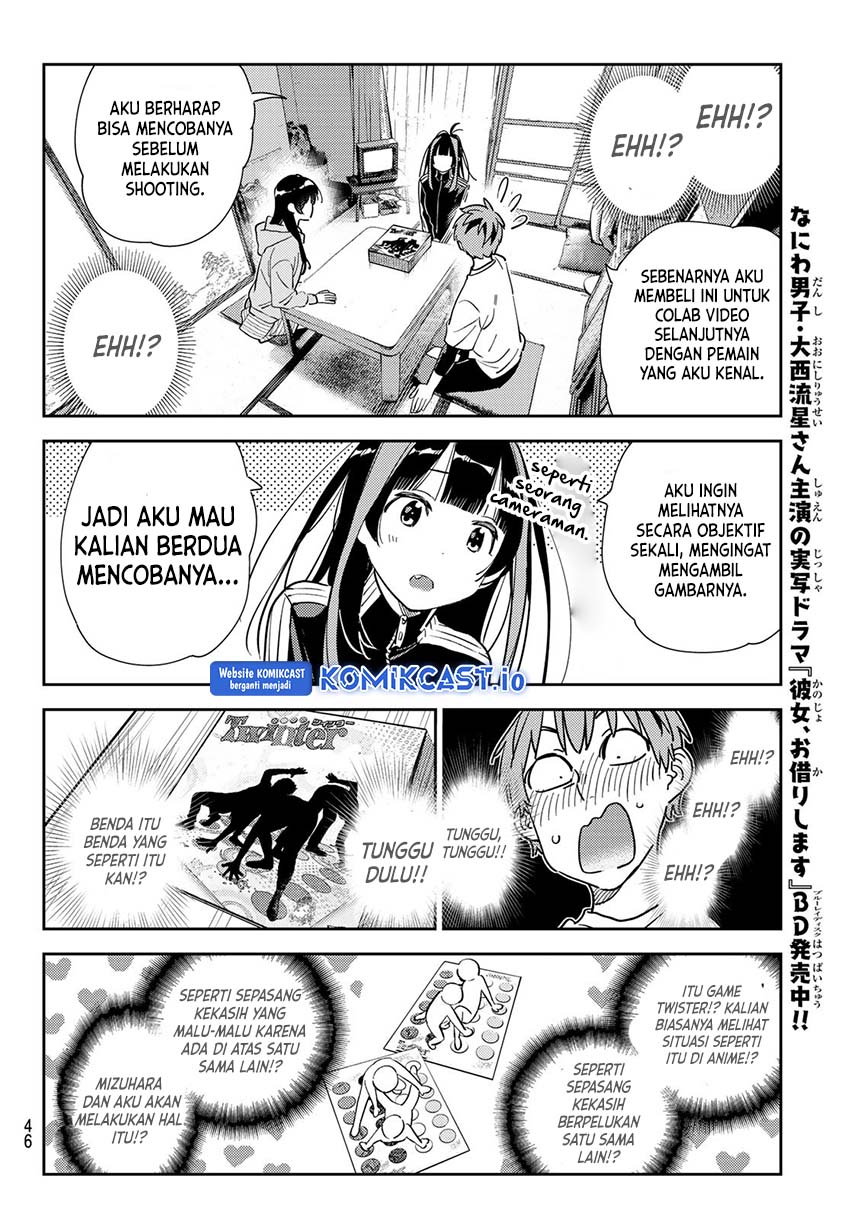 EHH!?
EHH!?
SEBENARNYA AKU
MEMBELI INI UNTUK
COLAB VIDEO
SELANJUTNYA
DENGAN PEMAIN
YANG AKU KENAL.
AKU BERHARAP
BISA MENCOBANYA
SEBELUM
MELAKUKAN
SHOOTING.
EHH!?
AKU INGIN
MELIHATNYA
SECARA OBJEKTIF
SEKALI, MENGINGAT
MENGAMBIL
GAMBARNYA.
seperti
seorang
cameraman.
JADI AKU MAU
KALIAN BERDUA
MENCOBANYA...
Website KOMIKCAST
berganti menjadi
KOMIKCAST.io
EHH!?
EHH!?
EHH!?
TUNGGU,
TUNGGU!!
TUNGGU
DULU!!
Twinter
BENDA ITU
BENDA YANG
SEPERTI ITU
KAN!?
ITU GAME
TWISTER!? KALIAN
BIASANYA MELIHAT
SITUASI SEPERTI
ITU DI ANIME!?
SEPERTI
SEPASANG
KEKASIH
BERPELUKAN
SATU SAMA
LAIN!?
SEPERTI SEPASANG
KEKASIH YANG
MALU-MALU KARENA
ADA DI ATAS SATU
SAMA LAIN!?
MIZUHARA
DAN AKU AKAN
MELAKUKAN HAL
ITU!?
46
なにわ男子・大西流星さん主演の実写ドラマ『彼女、お借りします』BD発売中!!